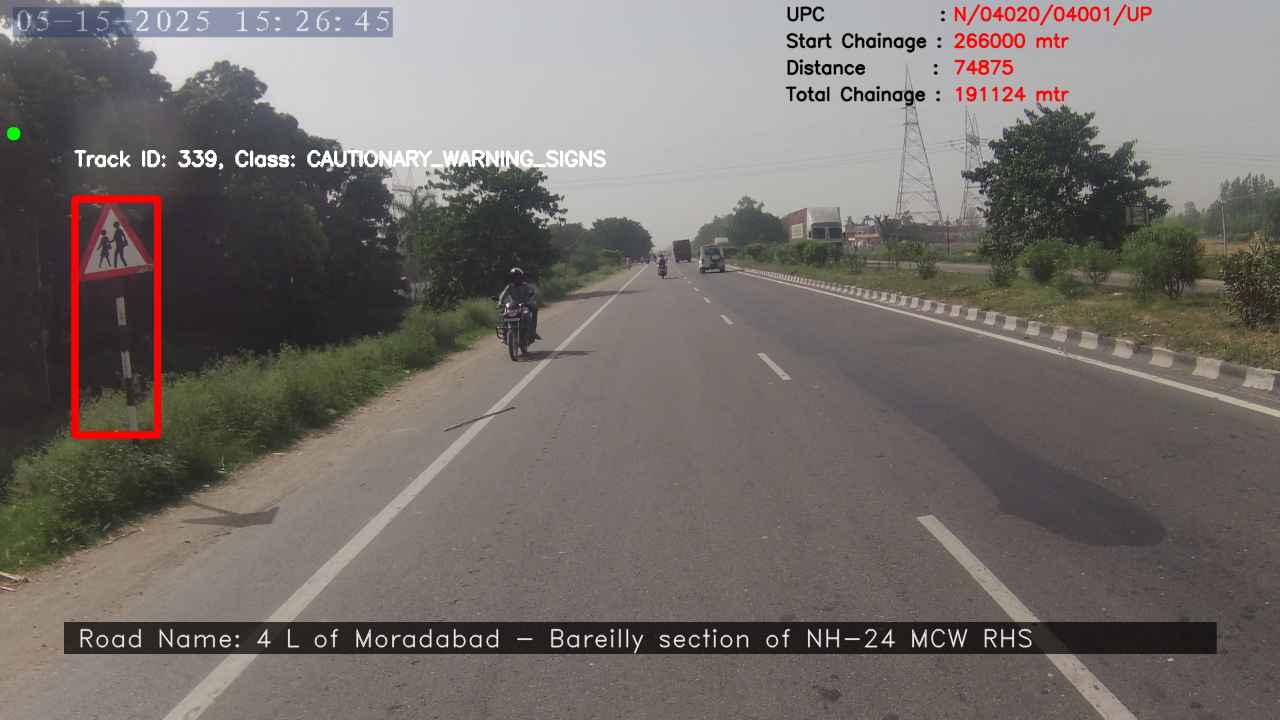 05-15-2025 15:26:45
UPC : N/04020/04001/UP
Start Chainage : 266000 mtr
Distance : 74875
Total Chainage : 191124 mtr
Track ID: 339, Class: CAUTIONARY_WARNING_SIGNS
Road Name: 4 L of Moradabad - Bareilly section of NH-24 MCW RHS